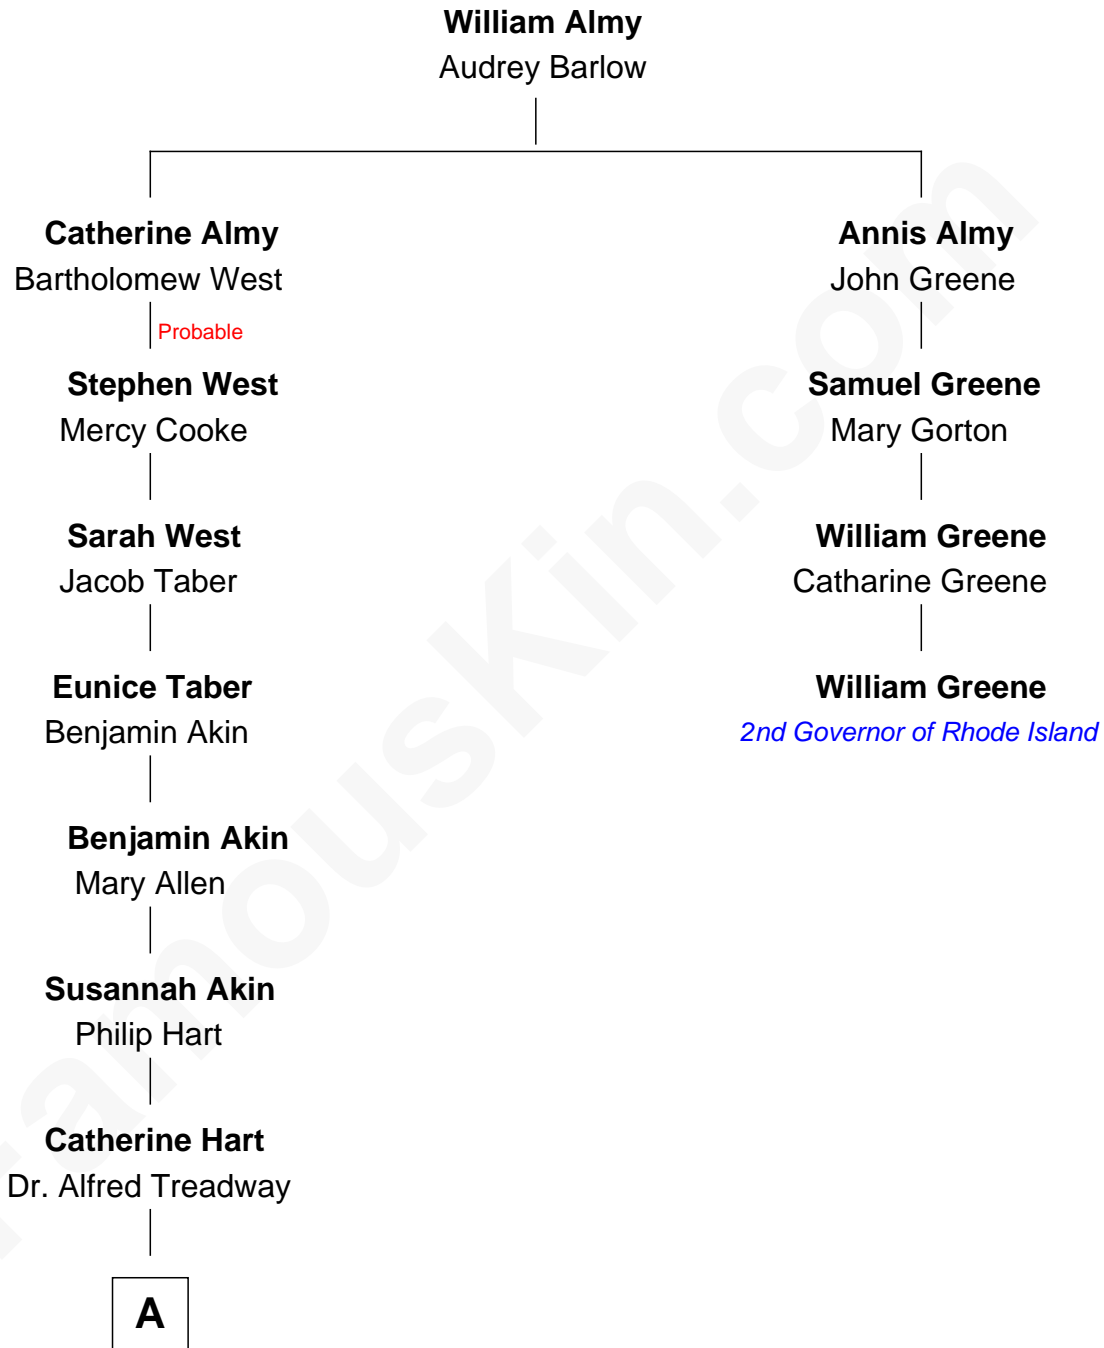 William Almy
Audrey Barlow
Catherine Almy
Bartholomew West
Probable
Stephen West
Mercy Cooke
Sarah West
Jacob Taber
Eunice Taber
Benjamin Akin
Benjamin Akin
Mary Allen
Susannah Akin
Philip Hart
Catherine Hart
Dr. Alfred Treadway
A
Annis Almy
John Greene
Samuel Greene
Mary Gorton
William Greene
Catharine Greene
William Greene
2nd Governor of Rhode Island
FamousKin.com